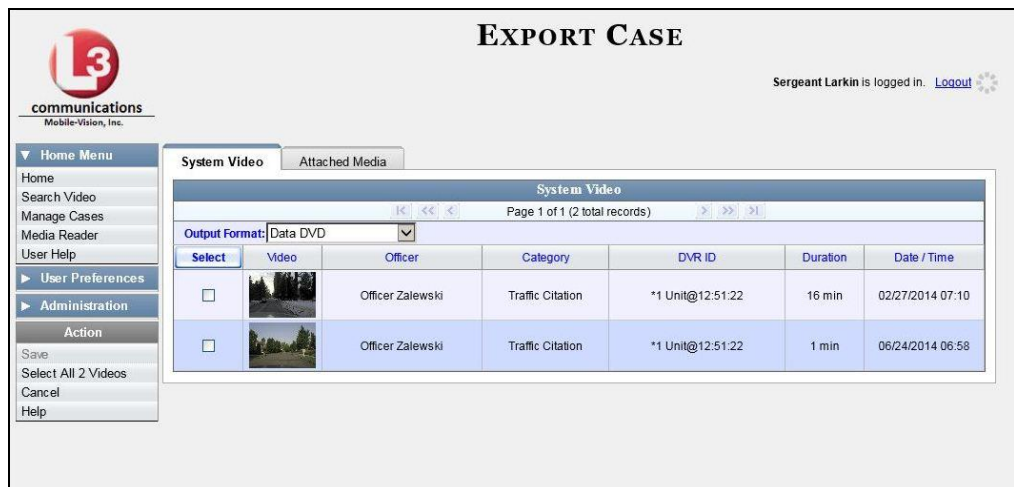 EXPORT CASE
L3
communications
Mobile-Vision, Inc.
Sergeant Larkin is logged in. Logout
▼ Home Menu
Home
Search Video
Manage Cases
Media Reader
User Help
▶ User Preferences
▶ Administration
Action
Save
Select All 2 Videos
Cancel
Help
System Video Attached Media
System Video
Page 1 of 1 (2 total records)
Output Format: Data DVD
Select Video Officer Category DVR ID Duration Date / Time
Officer Zalewski Traffic Citation *1 Unit@12:51:22 16 min 02/27/2014 07:10
Officer Zalewski Traffic Citation *1 Unit@12:51:22 1 min 06/24/2014 06:58